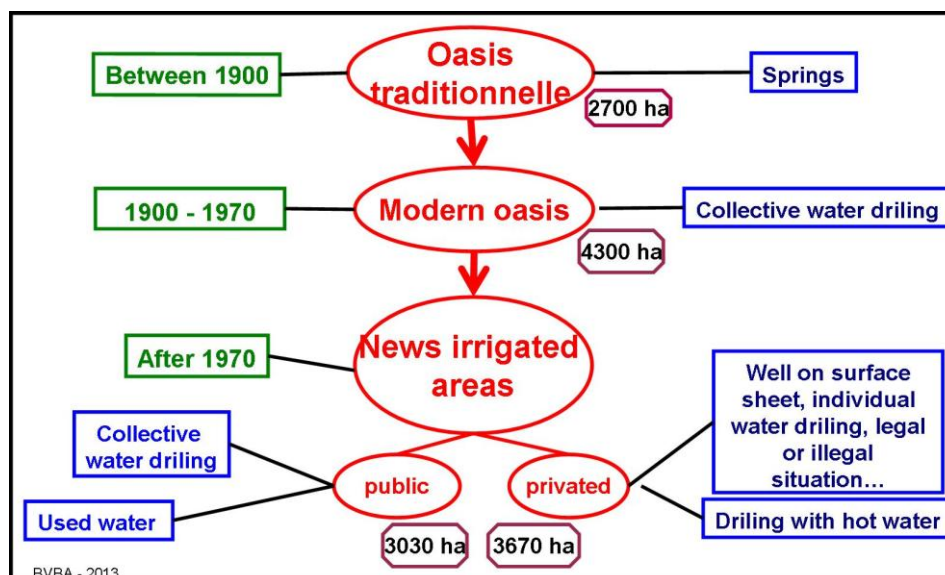 Between 1900
Oasis
traditionnelle
Springs
2700 ha
1900 - 1970
Modern oasis
Collective water driling
4300 ha
After 1970
News irrigated
areas
Well on surface
sheet, individual
water driling, legal
or illegal
situation...
Collective
water driling
public
privated
Used water
Driling with hot water
3030 ha
3670 ha
BVBA - 2013